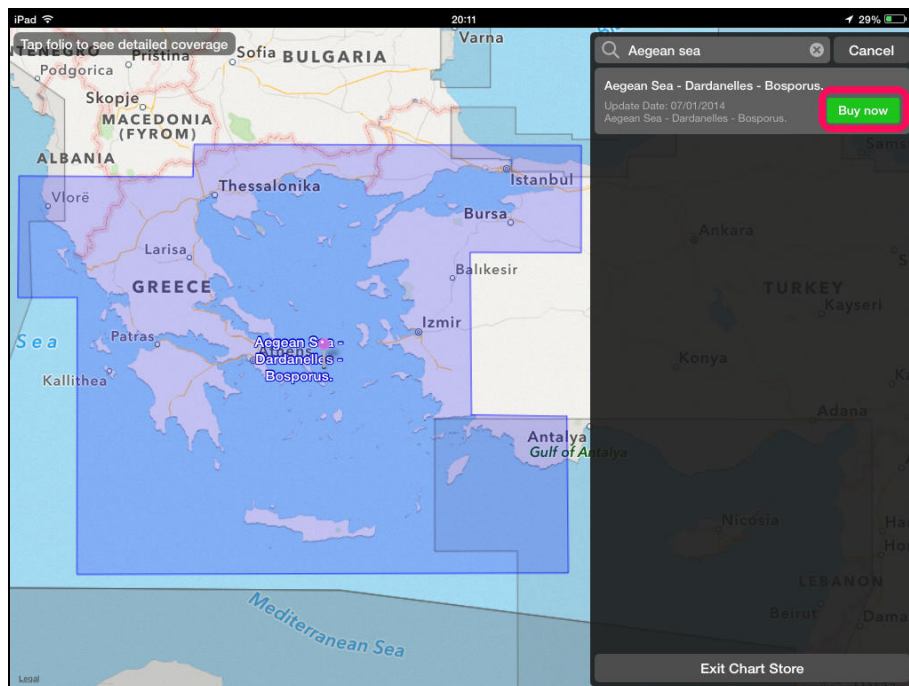 iPad
20:11
29%
Tap folio to see detailed coverage
Aegean sea
Cancel
Aegean Sea - Dardanelles - Bosporus.
Update Date: 07/01/2014
Aegean Sea - Dardanelles - Bosporus.
Buy now
Varna
Pristina
Sofia
BULGARIA
Podgorica
Skopje
MACEDONIA
(FYROM)
ALBANIA
Vlorë
Thessalonika
Istanbul
Bursa
Ankara
Larisa
Balıkesir
GREECE
TURKEY
Kayseri
Izmir
Sea
Patras
Athens
Aegean Sea -
Dardanelles -
Bosporus.
Konya
Kallithea
Adana
Antalya
Gulf of Antalya
Nicosia
LEBANON
Beirut
Mediterranean Sea
Legal
Exit Chart Store